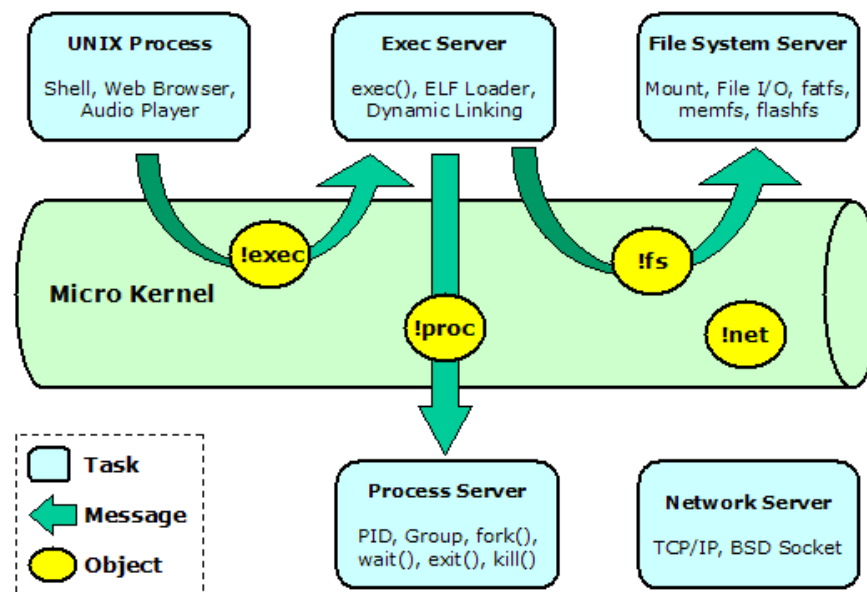 UNIX Process
Shell, Web Browser,
Audio Player
Exec Server
exec(), ELF Loader,
Dynamic Linking
File System Server
Mount, File I/O, fatfs,
memfs, flashfs
!exec
!fs
Micro Kernel
!proc
!net
Task
Message
Object
Process Server
PID, Group, fork(),
wait(), exit(), kill()
Network Server
TCP/IP, BSD Socket